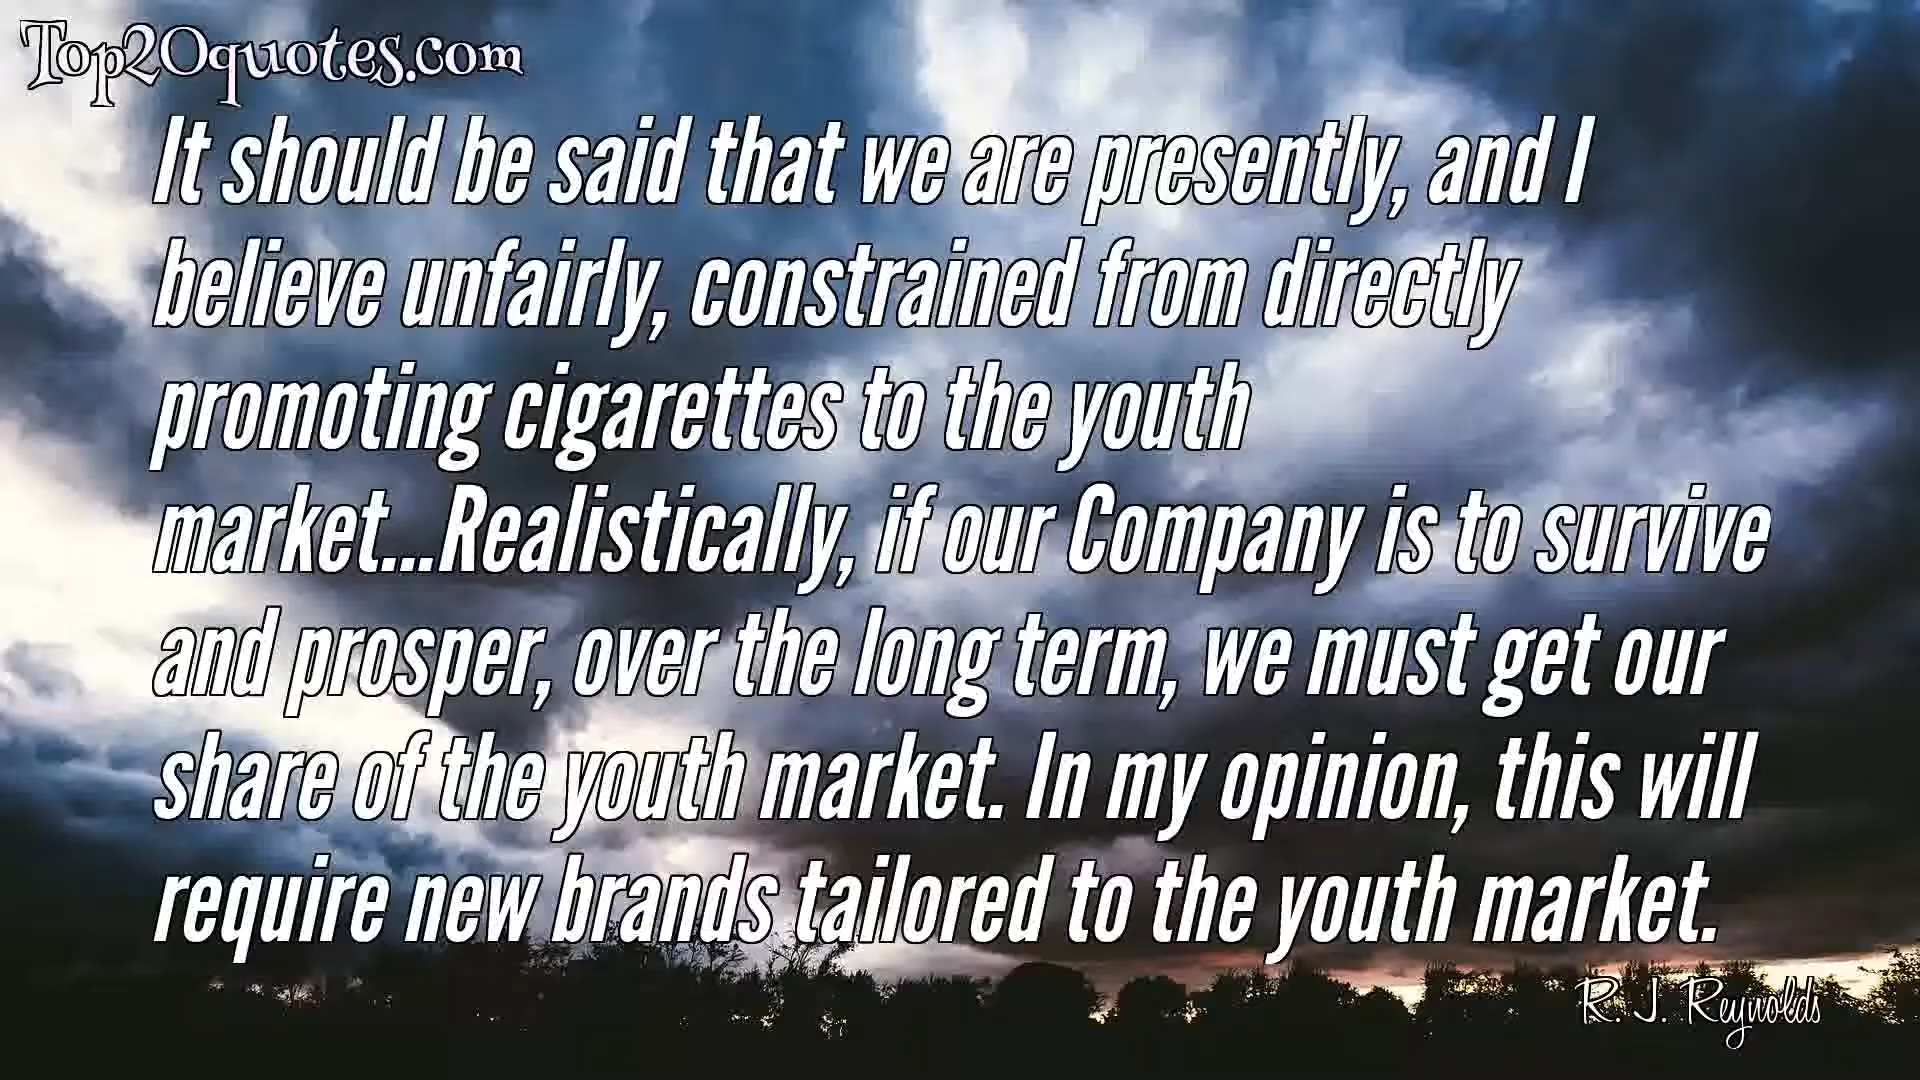 Top20quotes.com
It should be said that we are presently, and I
believe unfairly, constrained from directly
promoting cigarettes to the youth
market...Realistically, if our Company is to survive
and prosper, over the long term, we must get our
share of the youth market. In my opinion, this will
require new brands tailored to the youth market.
R. J. Reynolds